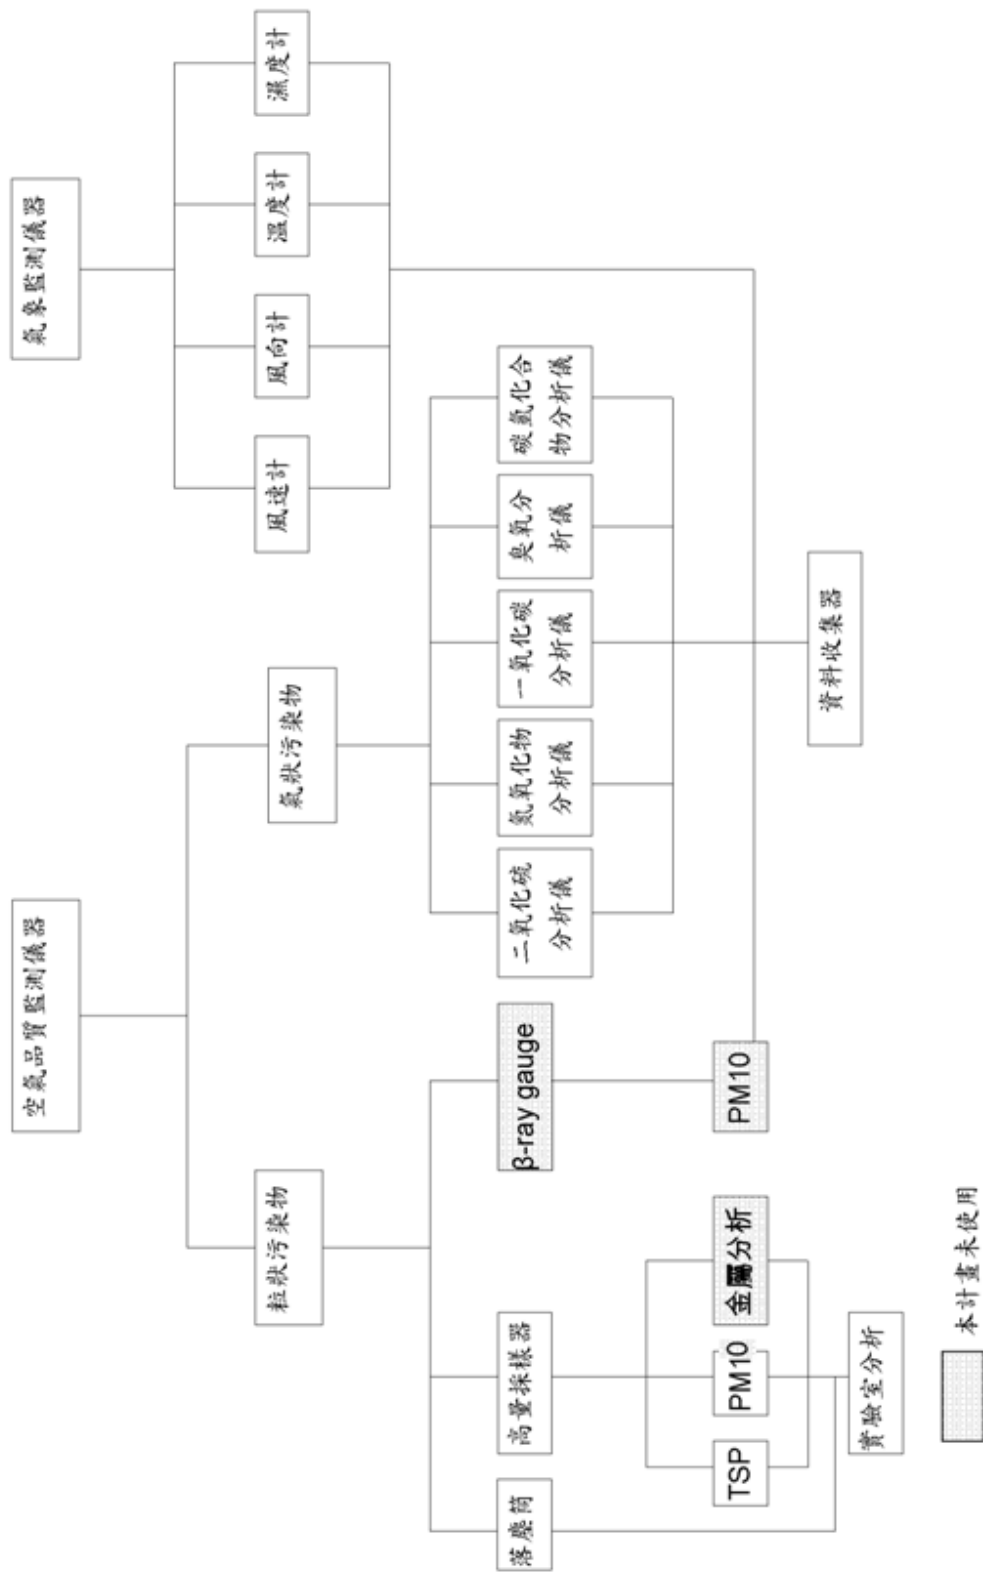 空氣品質監測儀器
氣象監測儀器
粒狀污染物
氣狀污染物
風速計
風向計
溫度計
濕度計
落塵筒
高量採樣器
β-ray gauge
二氧化硫
分析儀
氮氧化物
分析儀
一氧化碳
分析儀
臭氧分
析儀
碳氫化合
物分析儀
TSP
PM10
金屬分析
PM10
實驗室分析
資料收集器
本計畫未使用